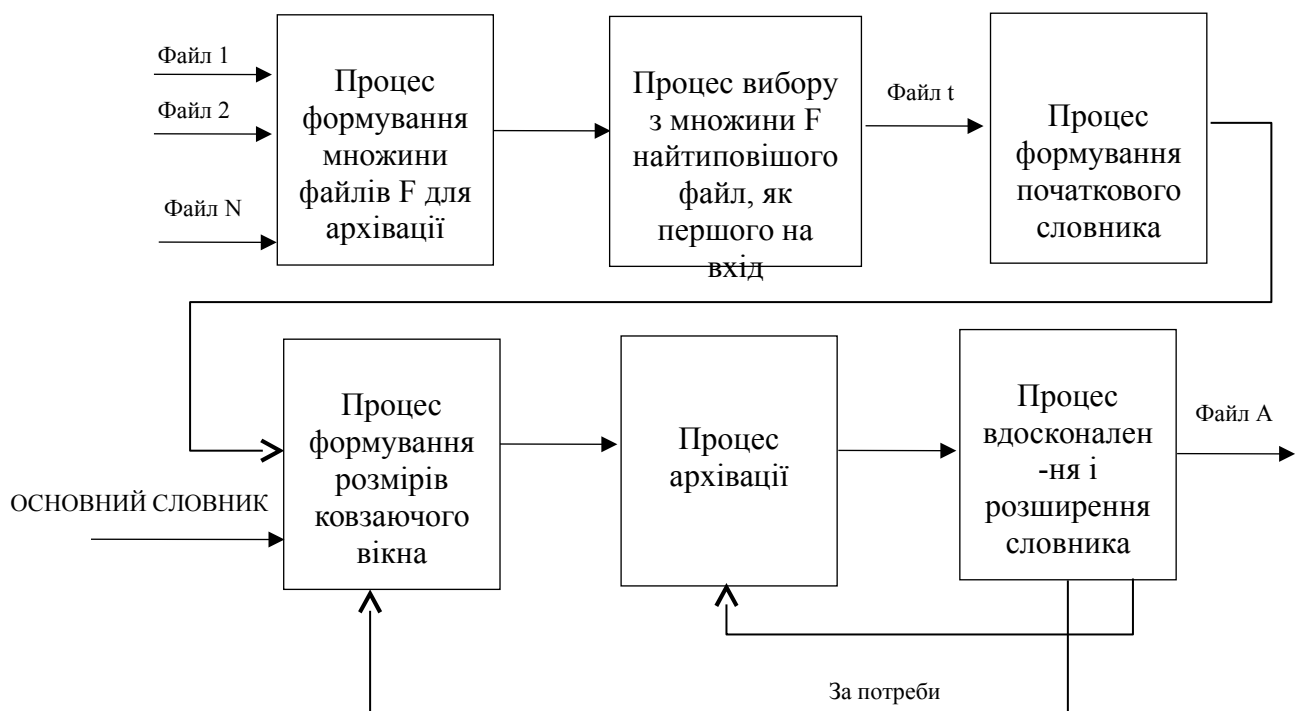 Файл 1
Файл 2
Файл N
Процес
формування
множини
файлів F для
архівації
Процес вибору
з множини F
найтиповішого
файл, як
першого на
вхід
Файл t
Процес
формування
початкового
словника
ОСНОВНИЙ СЛОВНИК
Процес
формування
розмірів
ковзаючого
вікна
Процес
архівації
Процес
вдосконален
-ня і
розширення
словника
Файл А
За потреби